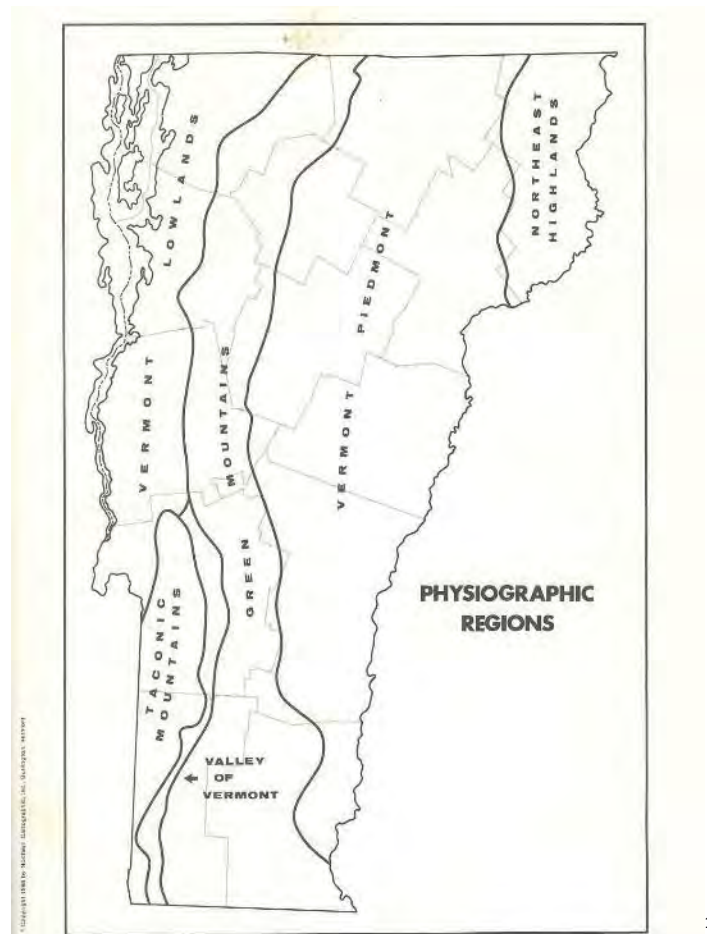 VERMONT LOWLANDS
GREEN MOUNTAINS
VERMONT PIEDMONT
NORTHEAST
HIGHLANDS
TACONIC
MOUNTAINS
VALLEY
OF
VERMONT
PHYSIOGRAPHIC
REGIONS